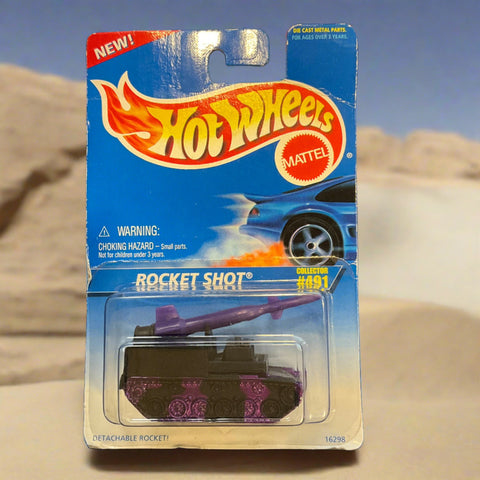 NEW!
DIE CAST METAL PARTS.
FOR AGES OVER 3 YEARS.
HOT WHEELS®
MATTEL
⚠ WARNING:
CHOKING HAZARD – Small parts.
Not for children under 3 years.
ROCKET SHOT®
COLLECTOR
#491
DETACHABLE ROCKET!
16298